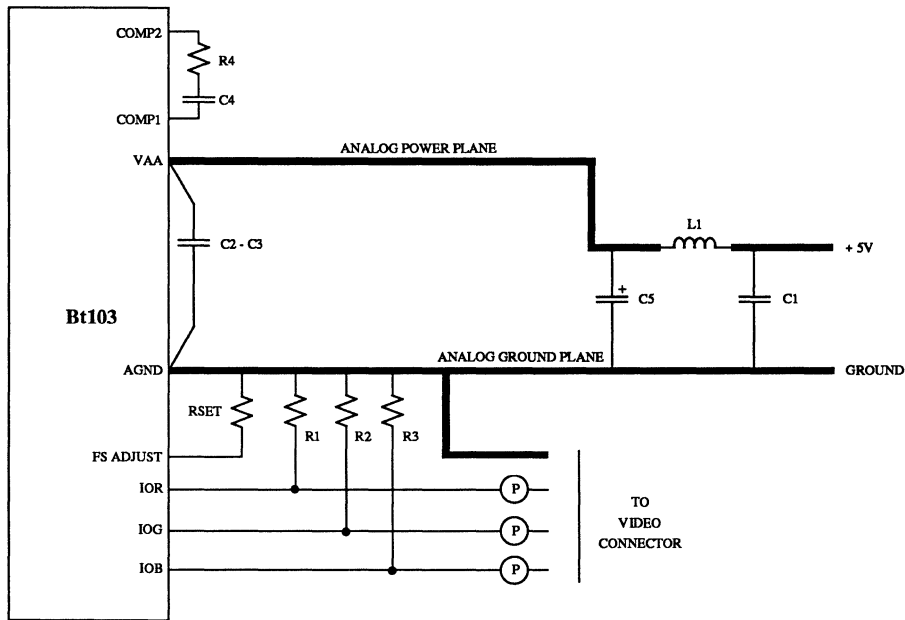 COMP2
R4
C4
COMP1
ANALOG POWER PLANE
VAA
L1
C2 - C3
+ 5V
+
C5
C1
Bt103
ANALOG GROUND PLANE
AGND
GROUND
RSET
R1
R2
R3
FS ADJUST
IOR
P
TO
VIDEO
CONNECTOR
IOG
P
IOB
P